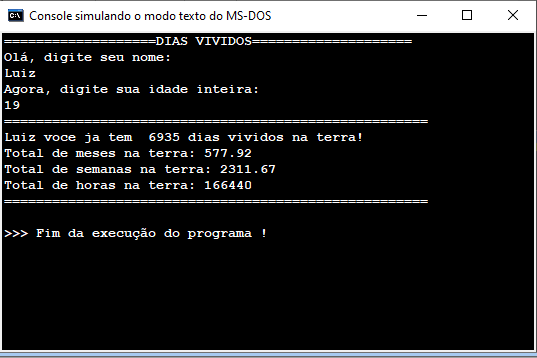 Console simulando o modo texto do MS-DOS
===================DIAS VIVIDOS====================
Olá, digite seu nome:
Luiz
Agora, digite sua idade inteira:
19
=====================================================
Luiz voce ja tem  6935 dias vividos na terra!
Total de meses na terra: 577.92
Total de semanas na terra: 2311.67
Total de horas na terra: 166440
=====================================================
>>> Fim da execução do programa !